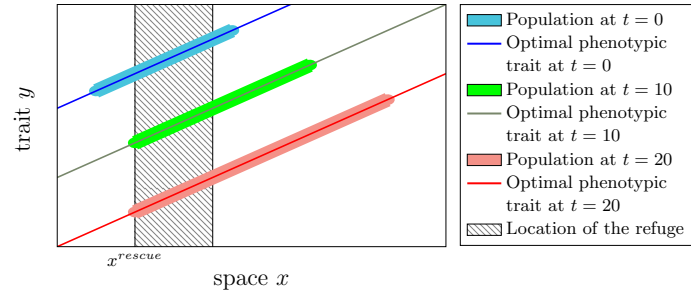 trait y
x^{rescue}
space x
Population at t = 0
Optimal phenotypic
trait at t = 0
Population at t = 10
Optimal phenotypic
trait at t = 10
Population at t = 20
Optimal phenotypic
trait at t = 20
Location of the refuge